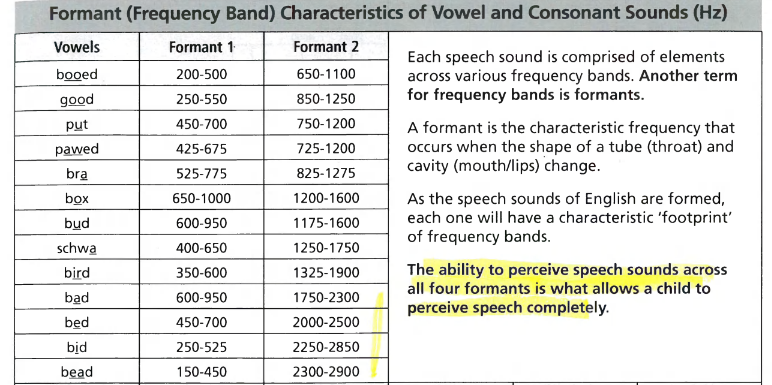 Formant (Frequency Band) Characteristics of Vowel and Consonant Sounds (Hz)
Vowels Formant 1 Formant 2
booed 200-500 650-1100
good 250-550 850-1250
put 450-700 750-1200
pawed 425-675 725-1200
bra 525-775 825-1275
box 650-1000 1200-1600
bud 600-950 1175-1600
schwa 400-650 1250-1750
bird 350-600 1325-1900
bad 600-950 1750-2300
bed 450-700 2000-2500
bid 250-525 2250-2850
bead 150-450 2300-2900
Each speech sound is comprised of elements
across various frequency bands. Another term
for frequency bands is formants.
A formant is the characteristic frequency that
occurs when the shape of a tube (throat) and
cavity (mouth/lips) change.
As the speech sounds of English are formed,
each one will have a characteristic 'footprint'
of frequency bands.
The ability to perceive speech sounds across
all four formants is what allows a child to
perceive speech completely.